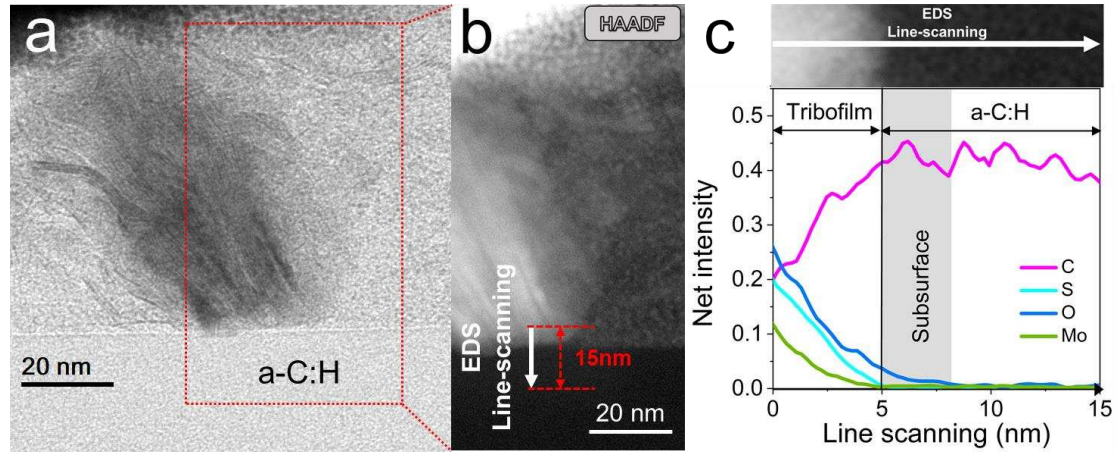 a
20 nm
a-C:H
b
HAADF
EDS
Line-scanning
15nm
20 nm
c
EDS
Line-scanning
Tribofilm
a-C:H
Net intensity
0.5
0.4
0.3
0.2
0.1
0.0
Subsurface
C
S
O
Mo
0
5
10
15
Line scanning (nm)